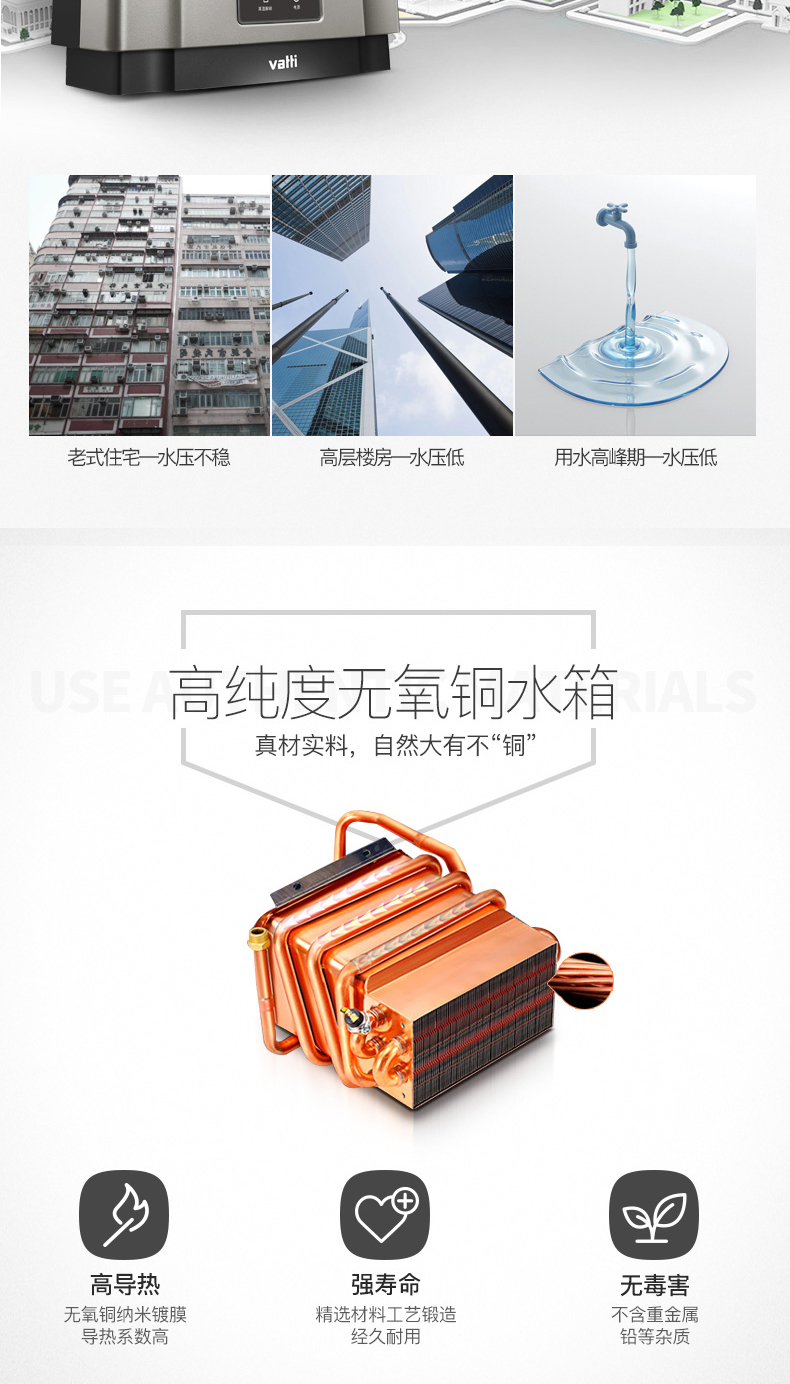 vatti
老式住宅—水压不稳
高层楼房—水压低
用水高峰期—水压低
高纯度无氧铜水箱
真材实料，自然大有不“铜”
高导热
强寿命
无毒害
无氧铜纳米镀膜
导热系数高
精选材料工艺锻造
经久耐用
不含重金属
铅等杂质